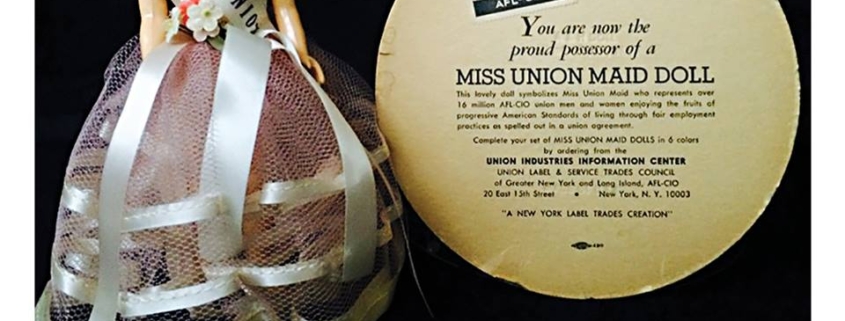 AFL-C
UNION
You are now the
proud possessor of a
MISS UNION MAID DOLL
This lovely doll symbolizes Miss Union Maid who represents over
16 million AFL-CIO union men and women enjoying the fruits of
progressive American Standards of living through fair employment
practices as spelled out in a union agreement.
Complete your set of MISS UNION MAID DOLLS in 6 colors
by ordering from the
UNION INDUSTRIES INFORMATION CENTER
UNION LABEL & SERVICE TRADES COUNCIL
of Greater New York and Long Island, AFL-CIO
20 East 15th Street • New York, N. Y. 10003
"A NEW YORK LABEL TRADES CREATION"